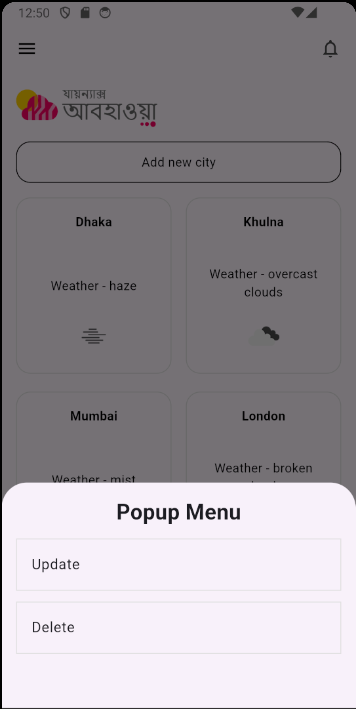 12:50
যায়ন্যাক্স
আবহাওয়া
Add new city
Dhaka
Khulna
Weather - haze
Weather - overcast
clouds
Mumbai
London
Weather - mist
Weather - broken
Popup Menu
Update
Delete